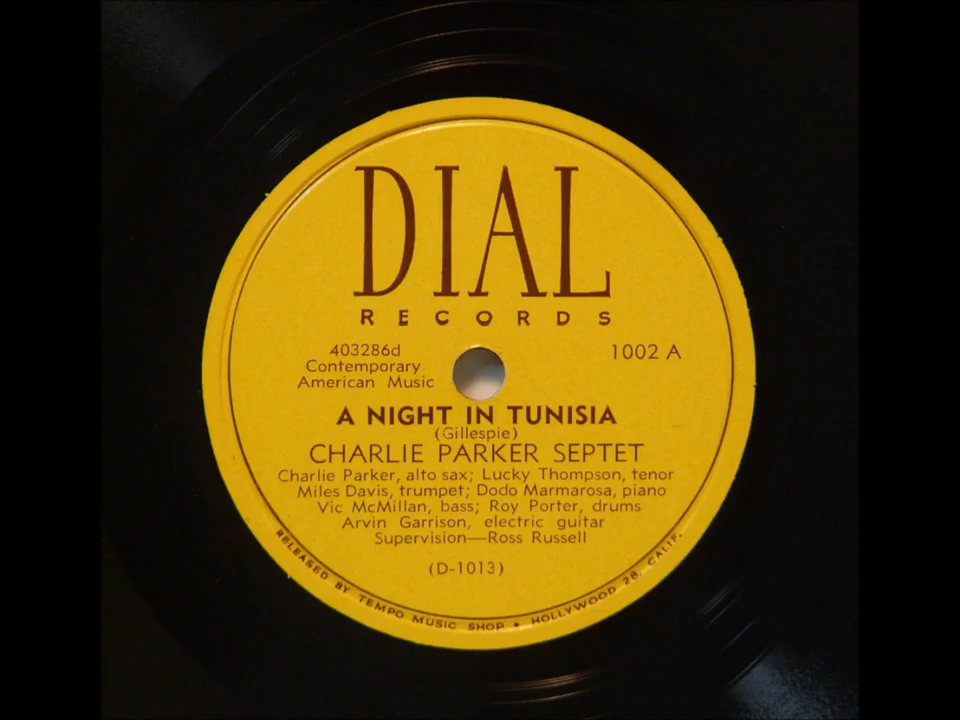 DIAL
RECORDS
403286d
Contemporary
American Music
1002 A
A NIGHT IN TUNISIA
(Gillespie)
CHARLIE PARKER SEPTET
Charlie Parker, alto sax; Lucky Thompson, tenor
Miles Davis, trumpet; Dodo Marmarosa, piano
Vic McMillan, bass; Roy Porter, drums
Arvin Garrison, electric guitar
Supervision—Ross Russell
(D-1013)
RELEASED BY TEMPO MUSIC SHOP • HOLLYWOOD 28, CALIF.